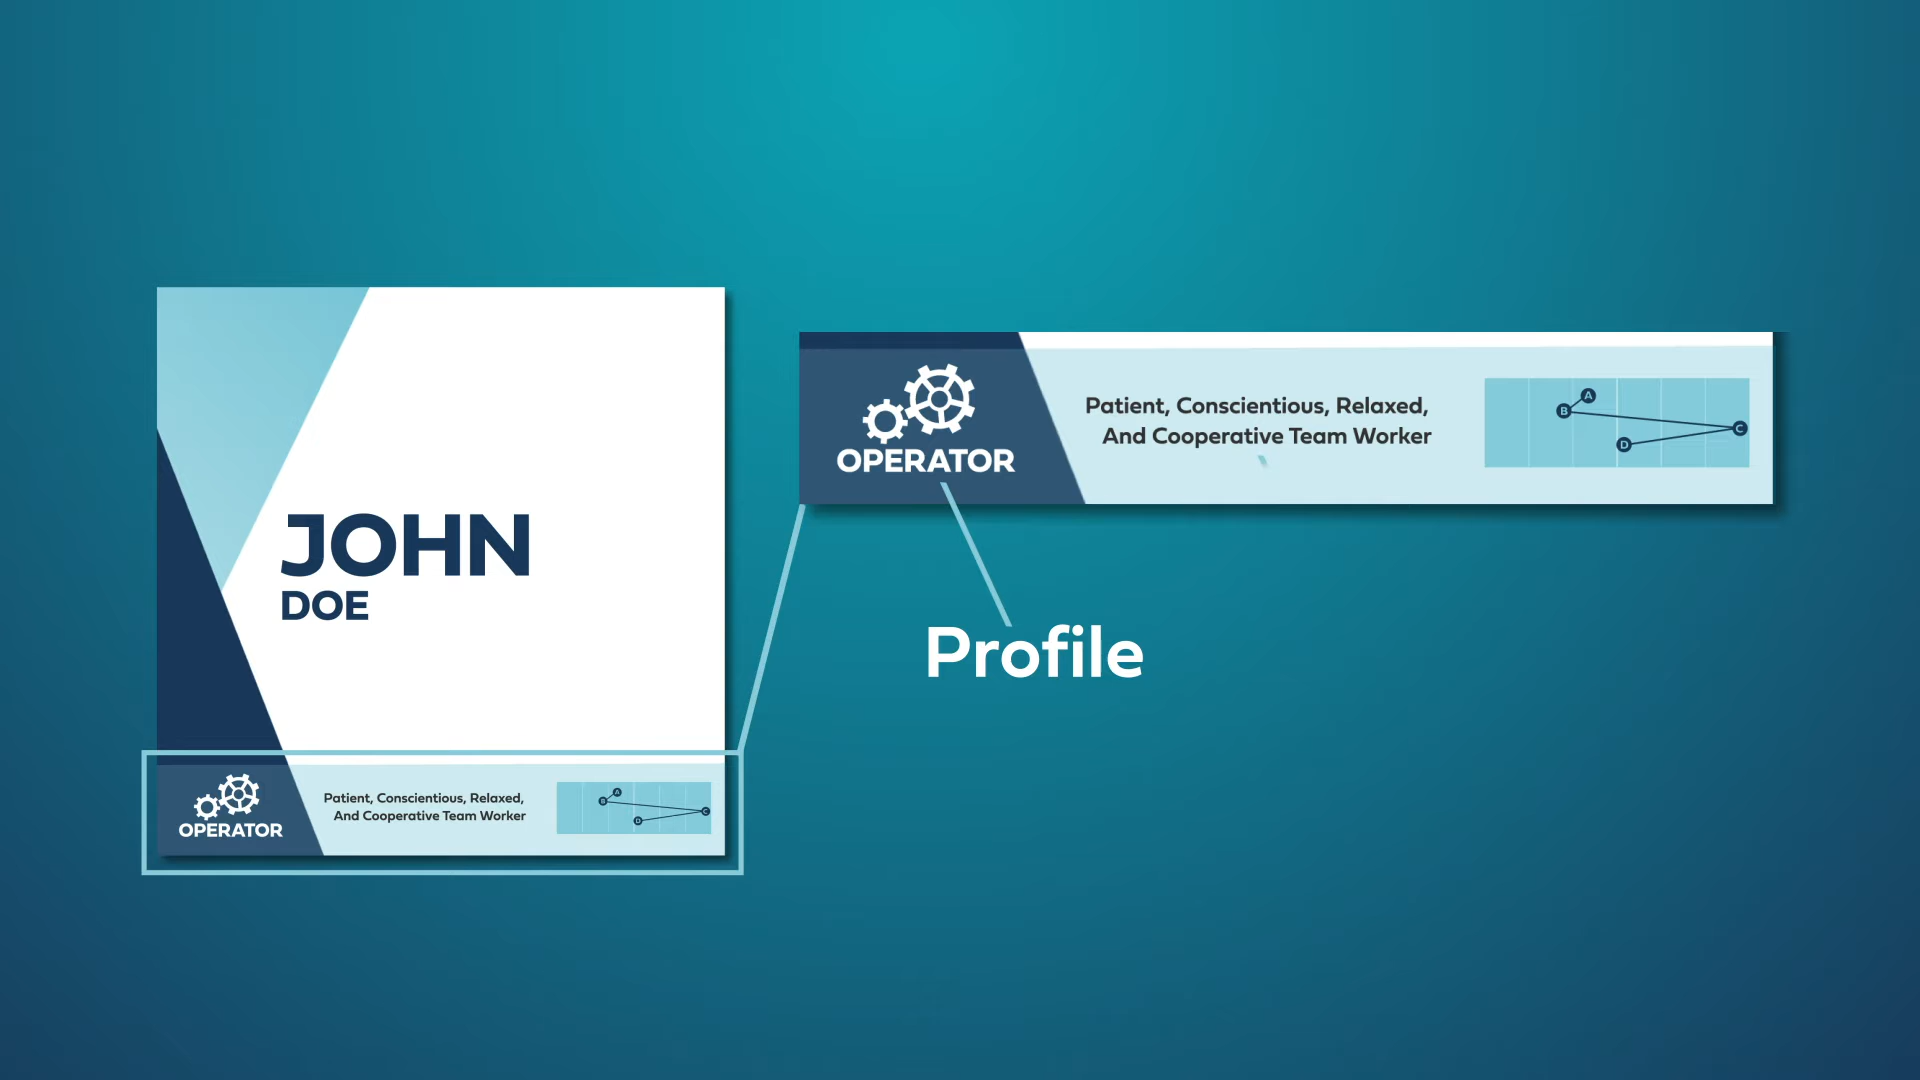 JOHN
DOE
OPERATOR
Patient, Conscientious, Relaxed,
And Cooperative Team Worker
A
B
C
D
OPERATOR
Patient, Conscientious, Relaxed,
And Cooperative Team Worker
A
B
C
D
Profile